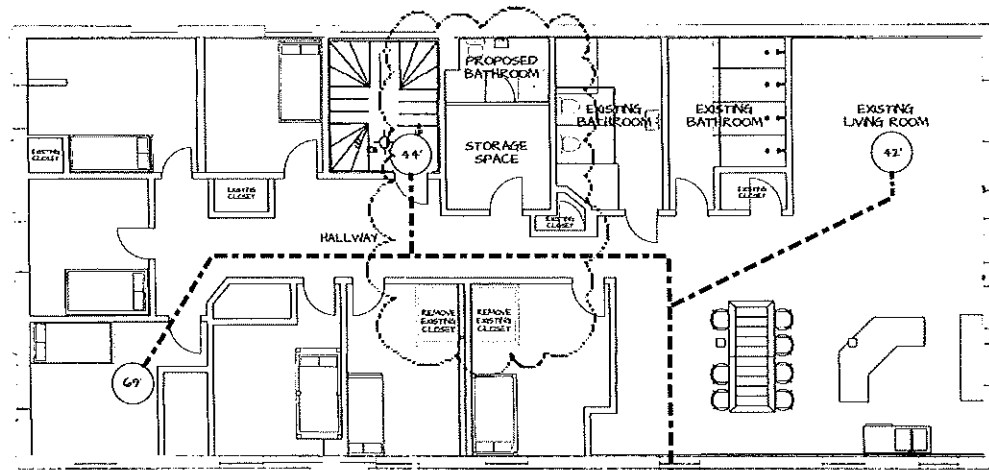 PROPOSED
BATHROOM
EXISTING
BATHROOM
EXISTING
BATHROOM
EXISTING
LIVING ROOM
STORAGE
SPACE
44'
42'
EXISTING
CLOSET
EXISTING
CLOSET
EXISTING
CLOSET
EXISTING
CLOSET
HALLWAY
REMOVE
EXISTING
CLOSET
REMOVE
EXISTING
CLOSET
69'